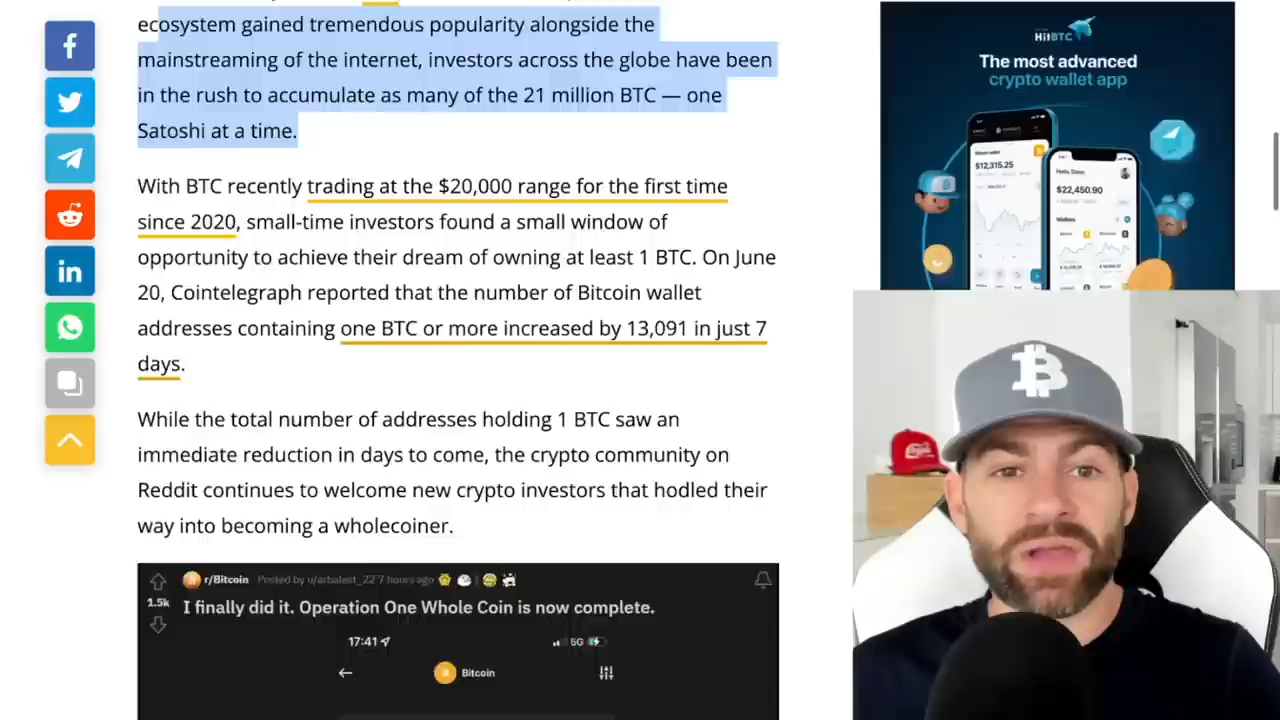 ecosystem gained tremendous popularity alongside the
mainstreaming of the internet, investors across the globe have been
in the rush to accumulate as many of the 21 million BTC — one
Satoshi at a time.
With BTC recently trading at the $20,000 range for the first time
since 2020, small-time investors found a small window of
opportunity to achieve their dream of owning at least 1 BTC. On June
20, Cointelegraph reported that the number of Bitcoin wallet
addresses containing one BTC or more increased by 13,091 in just 7
days.
While the total number of addresses holding 1 BTC saw an
immediate reduction in days to come, the crypto community on
Reddit continues to welcome new crypto investors that hodled their
way into becoming a wholecoiner.
r/Bitcoin Posted by u/arbalest_22 7 hours ago
1.5k
I finally did it. Operation One Whole Coin is now complete.
17:41
5G
Bitcoin
HitBTC
The most advanced
crypto wallet app
$12,315.25
$22,450.90
Wallets